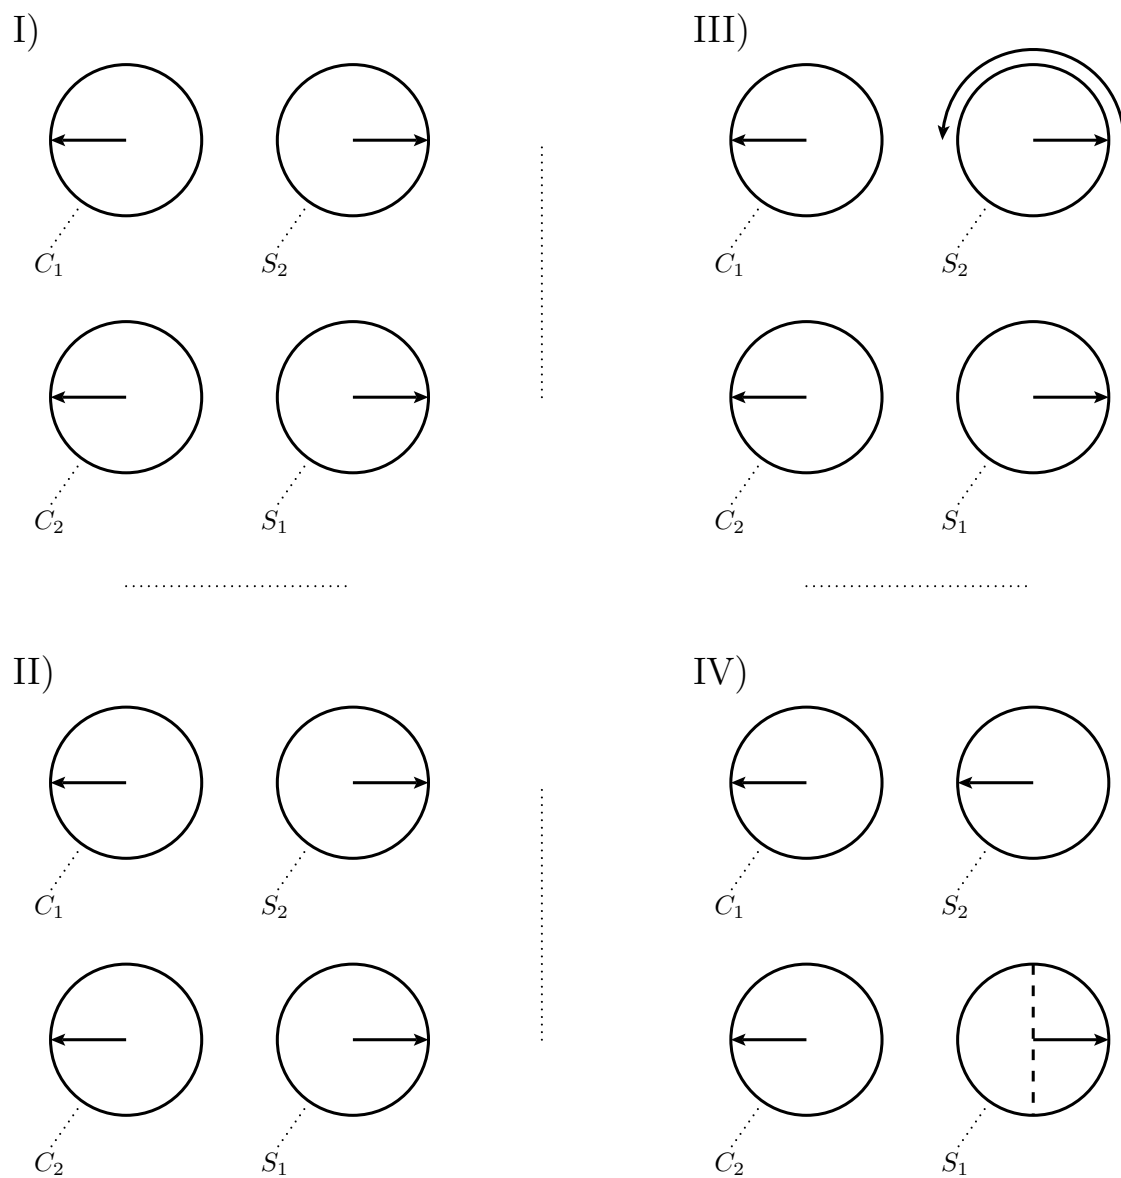 I)
III)
C₁
S₂
C₁
S₂
C₂
S₁
C₂
S₁
II)
IV)
C₁
S₂
C₁
S₂
C₂
S₁
C₂
S₁